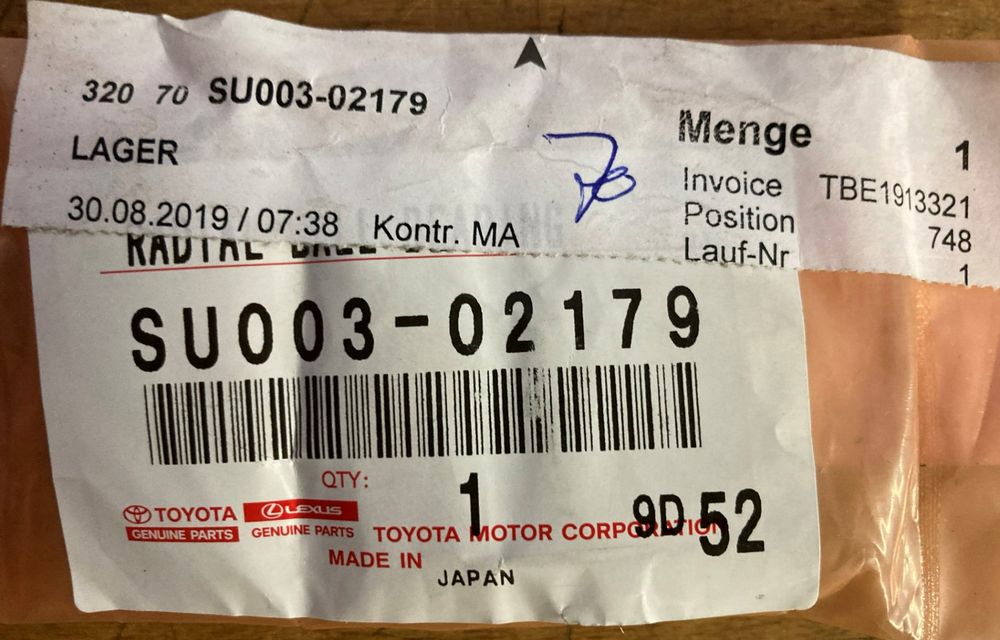 320 70 SU003-02179
LAGER
30.08.2019 / 07:38 Kontr. MA
Menge 1
Invoice TBE1913321
Position 748
Lauf-Nr 1
RADIAL BALL
SU003-02179
QTY: 1
9D 52
TOYOTA
GENUINE PARTS
LEXUS
GENUINE PARTS
TOYOTA MOTOR CORPORATION
MADE IN
JAPAN